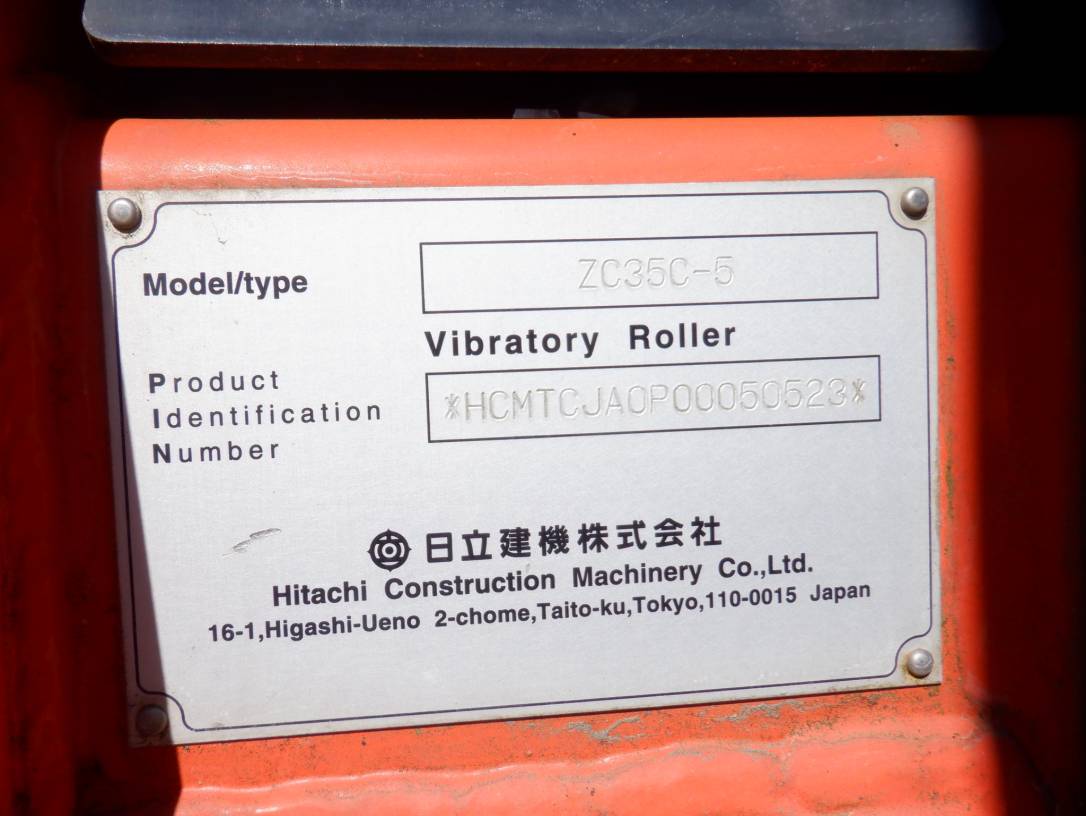 Model/type ZC35C-5
Vibratory Roller
Product
Identification
Number
*HCMTCJA0P00050523*
日立建機株式会社
Hitachi Construction Machinery Co.,Ltd.
16-1,Higashi-Ueno 2-chome,Taito-ku,Tokyo,110-0015 Japan